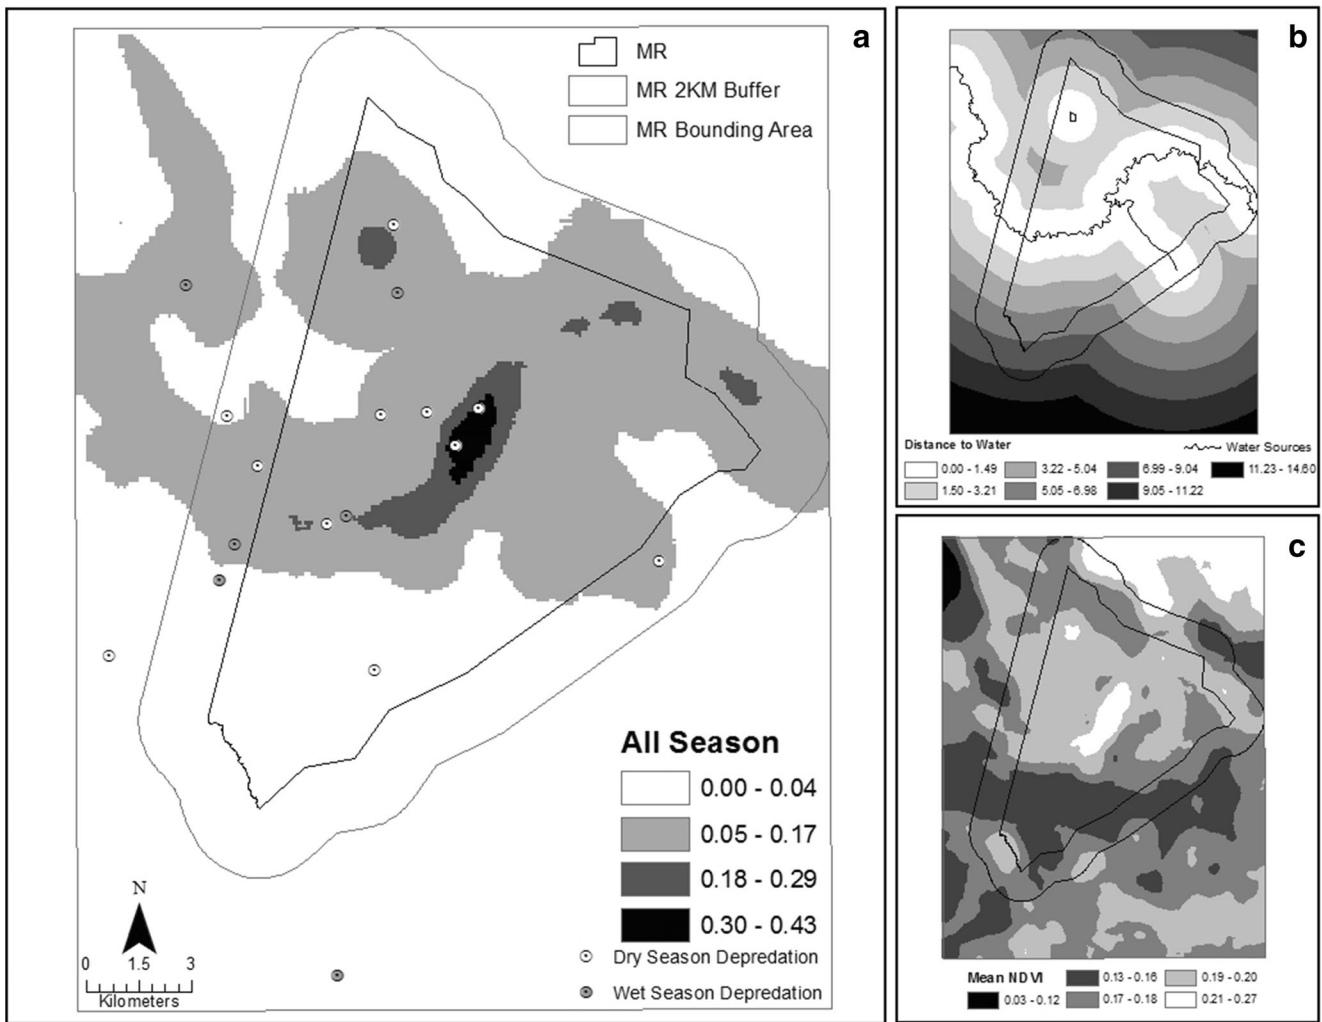 a
MR
MR 2KM Buffer
MR Bounding Area
All Season
0.00 - 0.04
0.05 - 0.17
0.18 - 0.29
0.30 - 0.43
Dry Season Depredation
Wet Season Depredation
N
0 1.5 3
Kilometers
b
Distance to Water
Water Sources
0.00 - 1.49 3.22 - 5.04 6.99 - 9.04 11.23 - 14.60
1.50 - 3.21 5.05 - 6.98 9.05 - 11.22
c
Mean NDVI 0.13 - 0.16 0.19 - 0.20
0.03 - 0.12 0.17 - 0.18 0.21 - 0.27